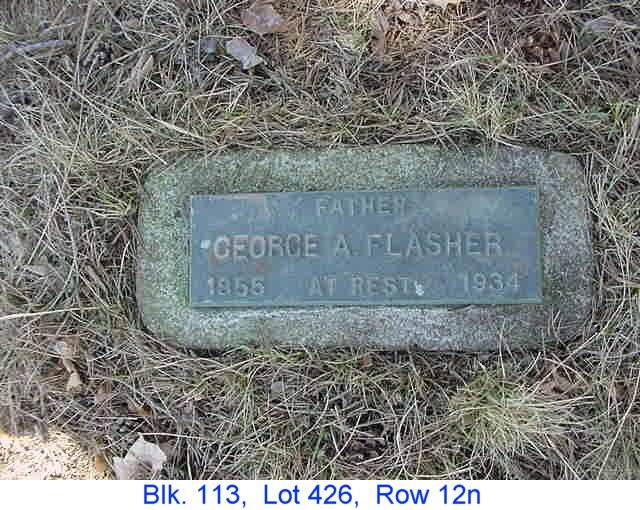 FATHER
GEORGE A. FLASHER
1855 AT REST 1934
Blk. 113, Lot 426, Row 12n